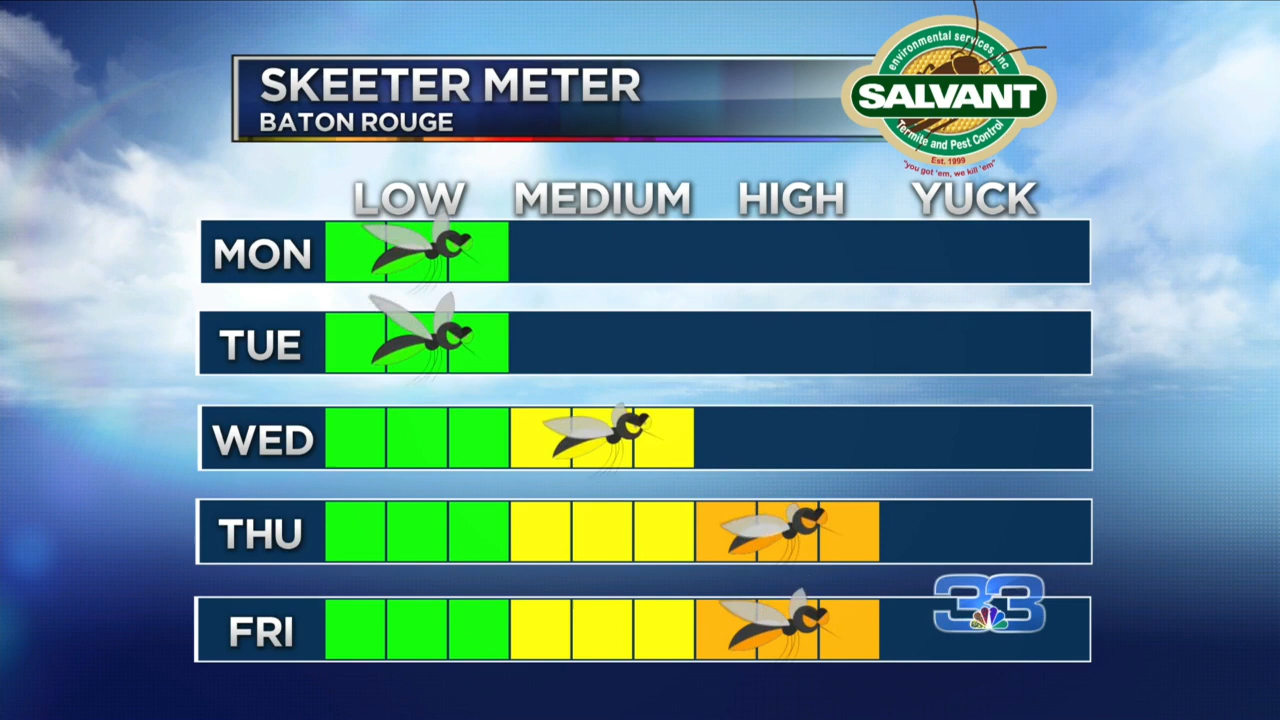 SKEETER METER
BATON ROUGE
environmental services, inc
SALVANT
Termite and Pest Control
Est. 1999
"you got 'em, we kill 'em"
LOW MEDIUM HIGH YUCK
MON
TUE
WED
THU
FRI
33